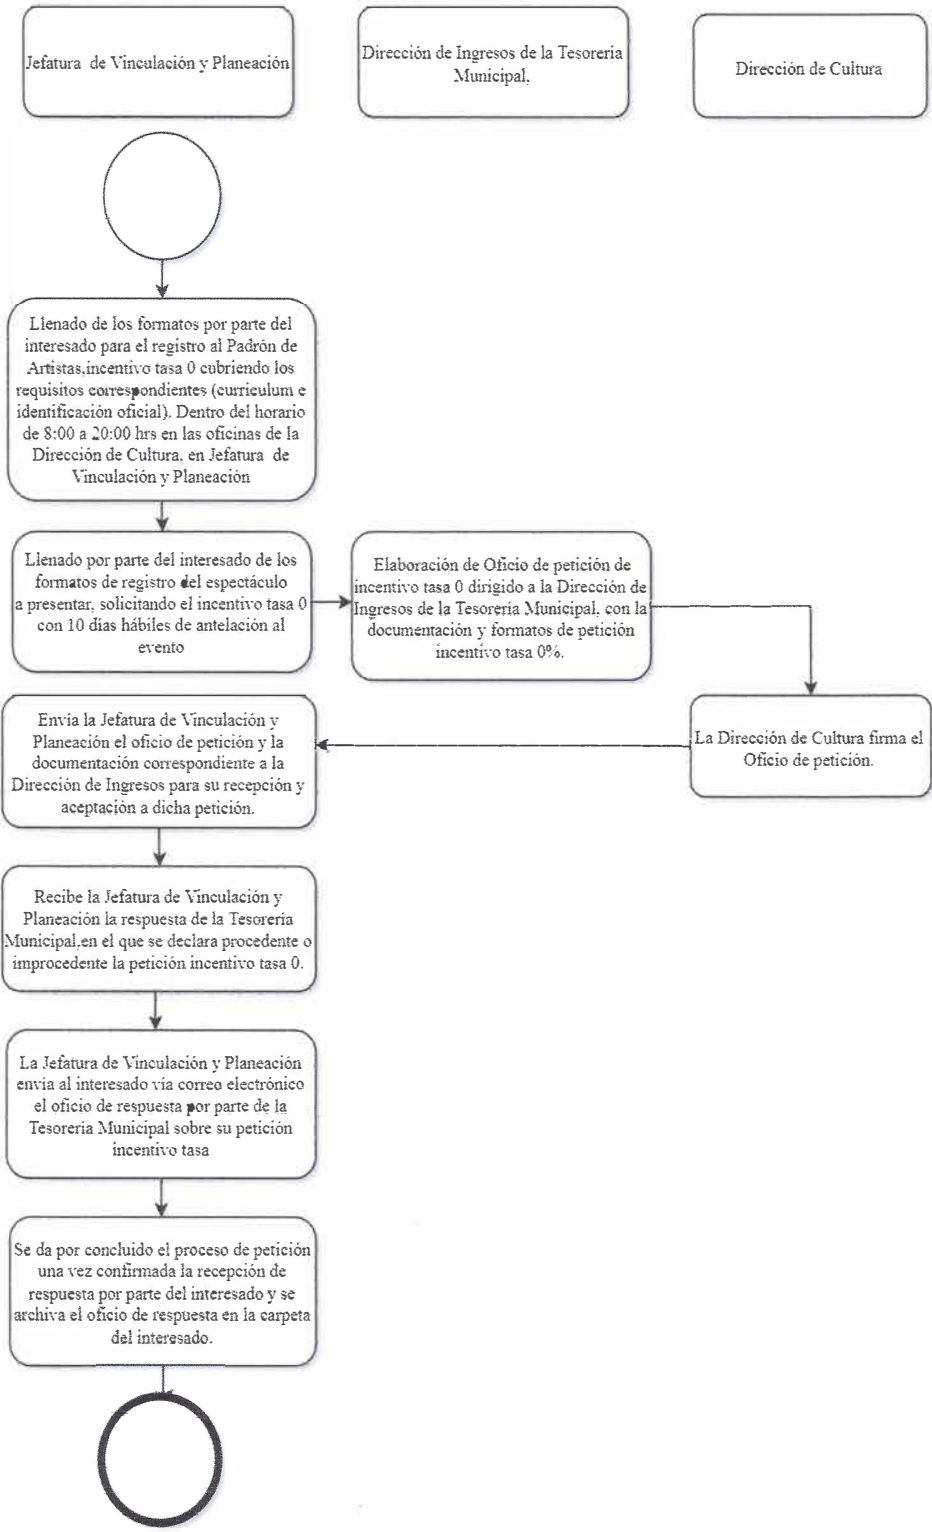 Jefatura de Vinculación y Planeación
Dirección de Ingresos de la Tesoreria
Municipal,
Dirección de Cultura
Llenado de los formatos por parte del
interesado para el registro al Padrón de
Artistas,incentivo tasa 0 cubriendo los
requisitos correspondientes (curriculum e
identificación oficial). Dentro del horario
de 8:00 a 20:00 hrs en las oficinas de la
Dirección de Cultura, en Jefatura de
Vinculación y Planeación
Llenado por parte del interesado de los
formatos de registro del espectáculo
a presentar, solicitando el incentivo tasa 0
con 10 dias hábiles de antelación al
evento
Elaboración de Oficio de petición de
incentivo tasa 0 dirigido a la Dirección de
Ingresos de la Tesoreria Municipal, con la
documentación y formatos de petición
incentivo tasa 0%.
La Dirección de Cultura firma el
Oficio de petición.
Envia la Jefatura de Vinculación y
Planeación el oficio de petición y la
documentación correspondiente a la
Dirección de Ingresos para su recepción y
aceptación a dicha petición.
Recibe la Jefatura de Vinculación y
Planeación la respuesta de la Tesoreria
Municipal,en el que se declara procedente o
improcedente la petición incentivo tasa 0.
La Jefatura de Vinculación y Planeación
envia al interesado vía correo electrónico
el oficio de respuesta por parte de la
Tesoreria Municipal sobre su petición
incentivo tasa
Se da por concluido el proceso de petición
una vez confirmada la recepción de
respuesta por parte del interesado y se
archiva el oficio de respuesta en la carpeta
del interesado.